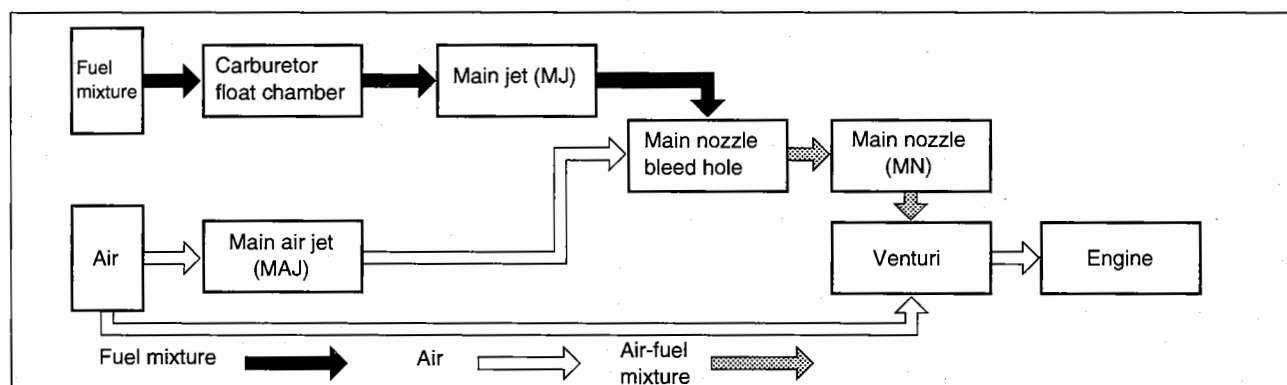 Fuel
mixture
Carburetor
float chamber
Main jet (MJ)
Main nozzle
bleed hole
Main nozzle
(MN)
Air
Main air jet
(MAJ)
Venturi
Engine
Fuel mixture
Air
Air-fuel
mixture